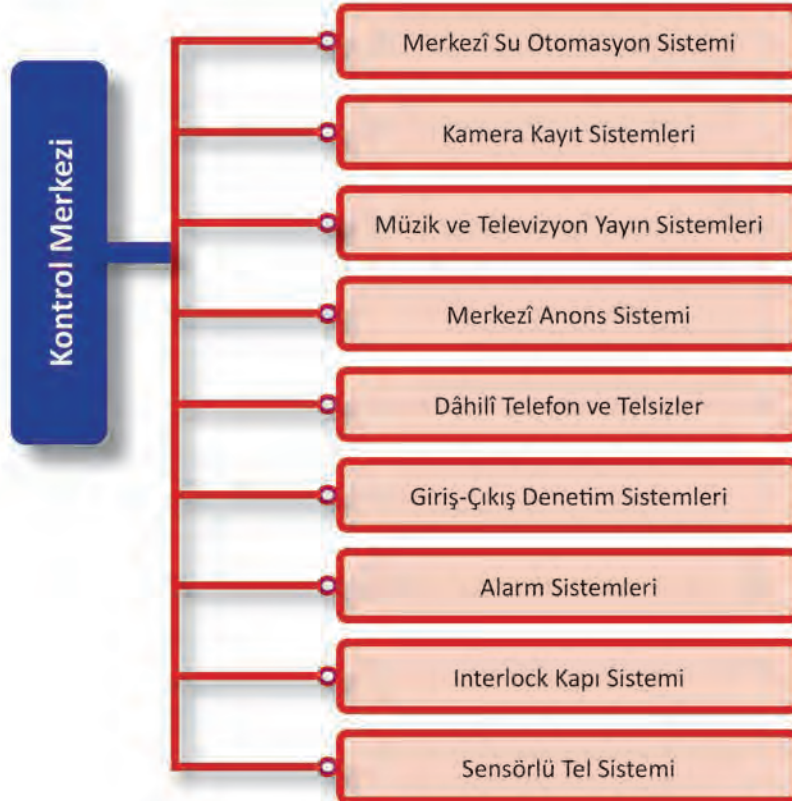 Kontrol Merkezi
Merkezî Su Otomasyon Sistemi
Kamera Kayıt Sistemleri
Müzik ve Televizyon Yayın Sistemleri
Merkezî Anons Sistemi
Dâhilî Telefon ve Telsizler
Giriş-Çıkış Denetim Sistemleri
Alarm Sistemleri
Interlock Kapı Sistemi
Sensörlü Tel Sistemi